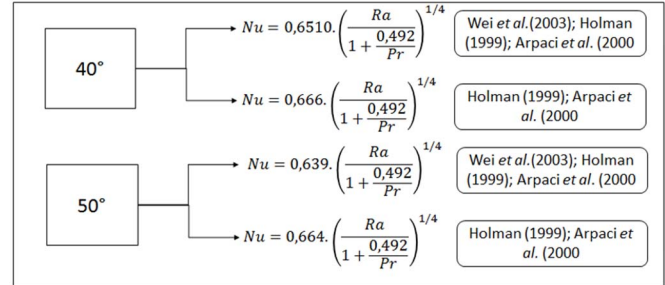 40°
Nu = 0,6510.(Ra / (1 + 0,492/Pr))^1/4
Wei et al.(2003); Holman
(1999); Arpaci et al. (2000
Nu = 0,666.(Ra / (1 + 0,492/Pr))^1/4
Holman (1999); Arpaci et
al. (2000
50°
Nu = 0,639.(Ra / (1 + 0,492/Pr))^1/4
Wei et al.(2003); Holman
(1999); Arpaci et al. (2000
Nu = 0,664.(Ra / (1 + 0,492/Pr))^1/4
Holman (1999); Arpaci et
al. (2000